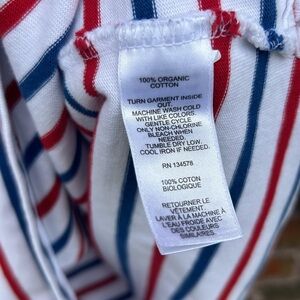 100% ORGANIC
COTTON
TURN GARMENT INSIDE
OUT.
MACHINE WASH COLD
WITH LIKE COLORS.
GENTLE CYCLE
ONLY NON-CHLORINE
BLEACH WHEN
NEEDED.
TUMBLE DRY LOW.
COOL IRON IF NEEDED.
RN 134578
100% COTON
BIOLOGIQUE
RETOURNER LE
VÊTEMENT.
LAVER À LA MACHINE À
L'EAU FROIDE AVEC
DES COULEURS
SIMILAIRES.